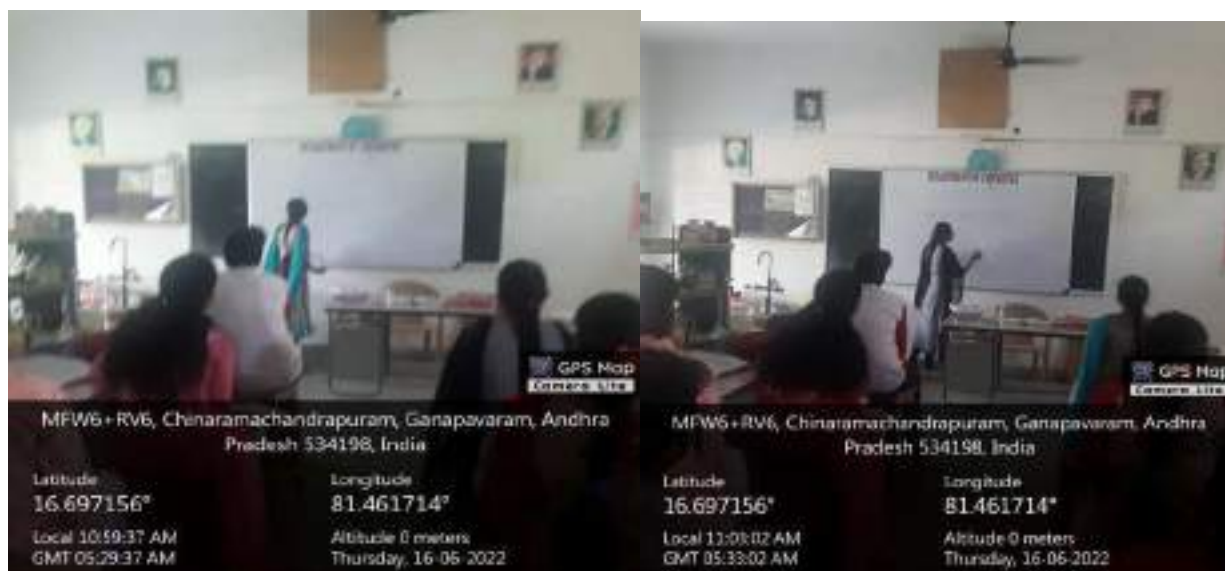 GPS Map
Camera Lite
MFW6+RV6, Chinaramachandrapuram, Ganapavaram, Andhra
Pradesh 534198, India
Latitude
16.697156°
Longitude
81.461714°
Local 10:59:37 AM
GMT 05:29:37 AM
Altitude 0 meters
Thursday, 16-06-2022
GPS Map
Camera Lite
MFW6+RV6, Chinaramachandrapuram, Ganapavaram, Andhra
Pradesh 534198, India
Latitude
16.697156°
Longitude
81.461714°
Local 11:03:02 AM
GMT 05:33:02 AM
Altitude 0 meters
Thursday, 16-06-2022